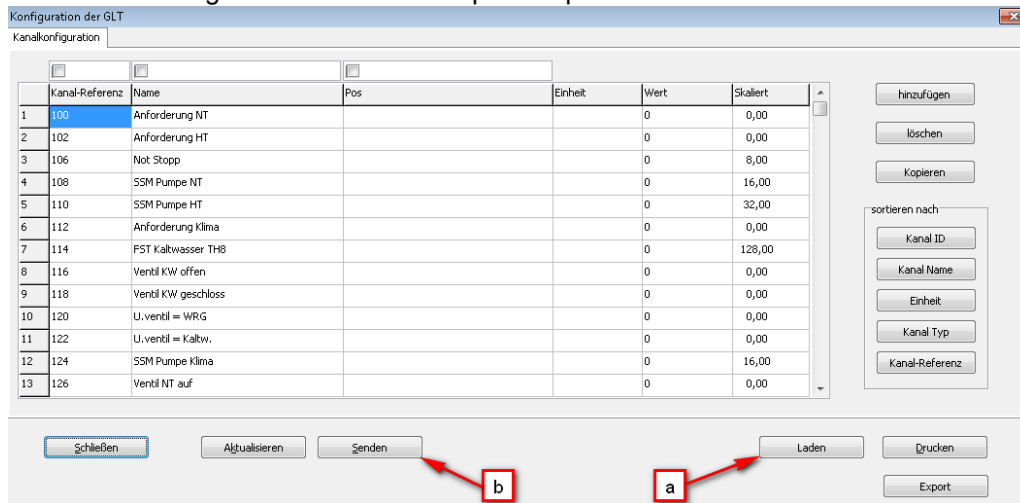 Konfiguration der GLT
Kanalkonfiguration
Kanal-Referenz Name Pos Einheit Wert Skaliert
1 100 Anforderung NT 0 0,00
2 102 Anforderung HT 0 0,00
3 106 Not Stopp 0 8,00
4 108 SSM Pumpe NT 0 16,00
5 110 SSM Pumpe HT 0 32,00
6 112 Anforderung Klima 0 0,00
7 114 FST Kaltwasser TH8 0 128,00
8 116 Ventil KW offen 0 0,00
9 118 Ventil KW geschloss 0 0,00
10 120 U.ventil = WRG 0 0,00
11 122 U.ventil = Kaltw. 0 0,00
12 124 SSM Pumpe Klima 0 16,00
13 126 Ventil NT auf 0 0,00
hinzufügen
löschen
Kopieren
sortieren nach
Kanal ID
Kanal Name
Einheit
Kanal Typ
Kanal-Referenz
Schließen Aktualisieren Senden Laden Drucken
b a
Export